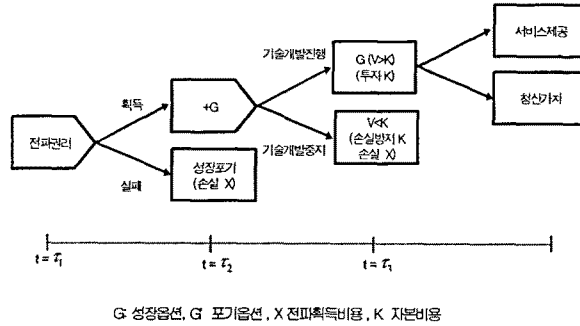 서비스제공
기술개발진행
G (V>K)
(투자 K)
획득
+G
청산가치
V<K
(손실방지 K
손실 X)
전파권리
기술개발중지
성장포기
(손실 X)
실패
t = τ₁
t = τ₂
t = τ₃
G: 성장옵션, G' 포기옵션, X 전파획득비용, K 자본비용